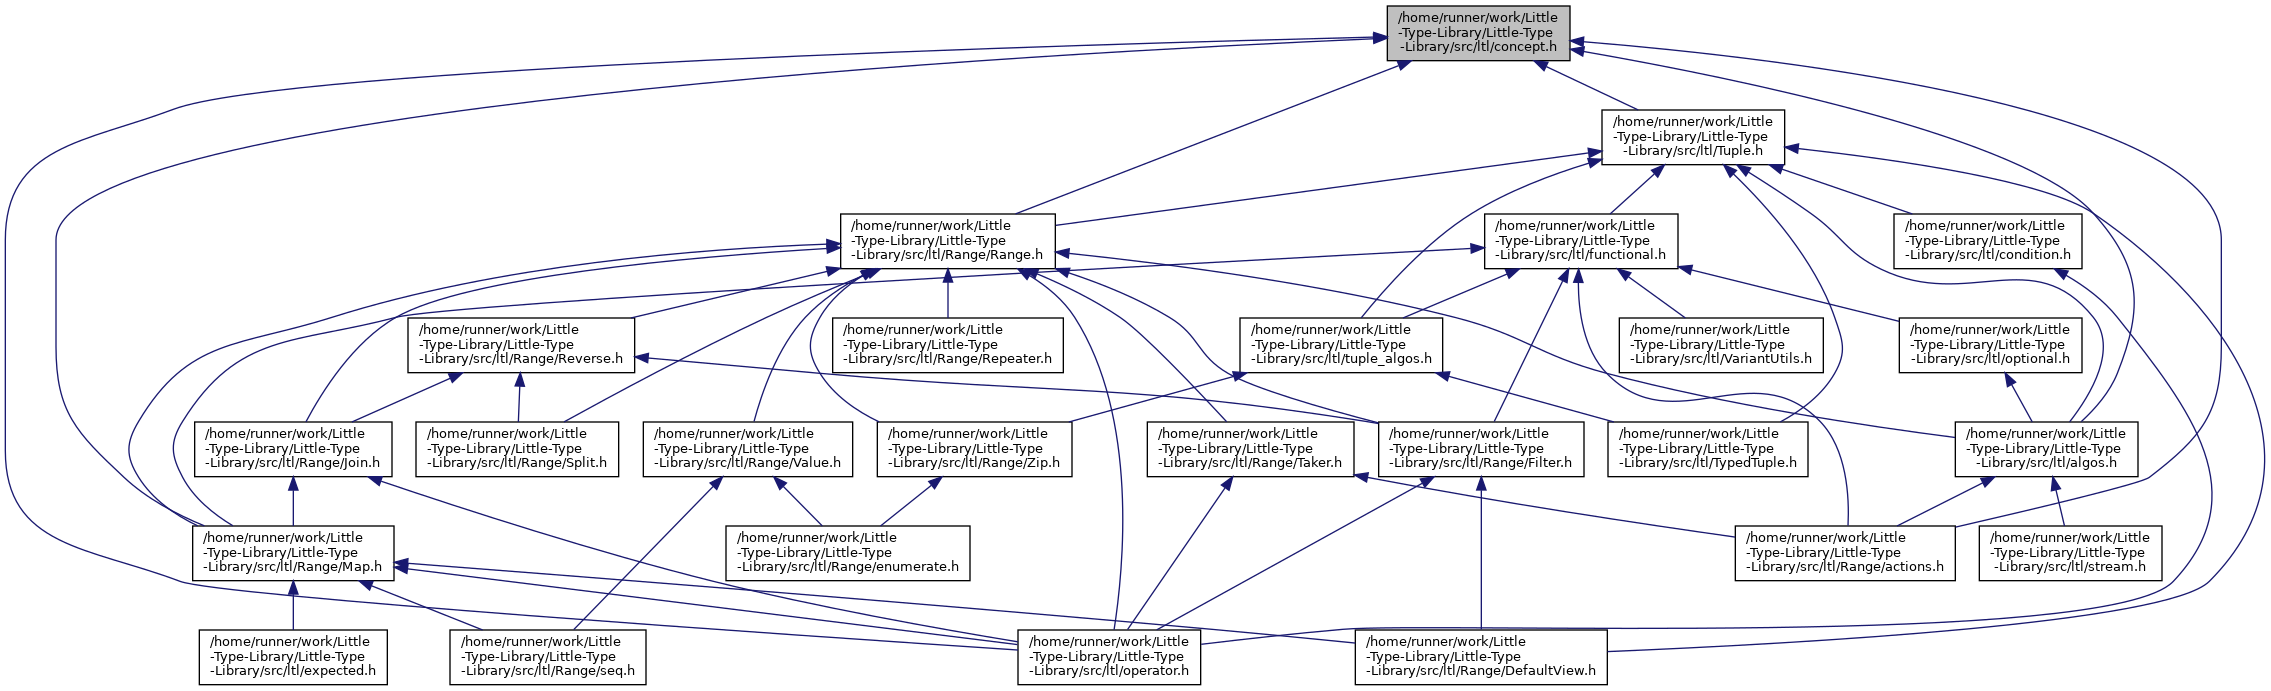 /home/runner/work/Little
-Type-Library/Little-Type
-Library/src/ltl/concept.h
/home/runner/work/Little
-Type-Library/Little-Type
-Library/src/ltl/Tuple.h
/home/runner/work/Little
-Type-Library/Little-Type
-Library/src/ltl/Range/Range.h
/home/runner/work/Little
-Type-Library/Little-Type
-Library/src/ltl/functional.h
/home/runner/work/Little
-Type-Library/Little-Type
-Library/src/ltl/condition.h
/home/runner/work/Little
-Type-Library/Little-Type
-Library/src/ltl/Range/Reverse.h
/home/runner/work/Little
-Type-Library/Little-Type
-Library/src/ltl/Range/Repeater.h
/home/runner/work/Little
-Type-Library/Little-Type
-Library/src/ltl/tuple_algos.h
/home/runner/work/Little
-Type-Library/Little-Type
-Library/src/ltl/VariantUtils.h
/home/runner/work/Little
-Type-Library/Little-Type
-Library/src/ltl/optional.h
/home/runner/work/Little
-Type-Library/Little-Type
-Library/src/ltl/Range/Join.h
/home/runner/work/Little
-Type-Library/Little-Type
-Library/src/ltl/Range/Split.h
/home/runner/work/Little
-Type-Library/Little-Type
-Library/src/ltl/Range/Value.h
/home/runner/work/Little
-Type-Library/Little-Type
-Library/src/ltl/Range/Zip.h
/home/runner/work/Little
-Type-Library/Little-Type
-Library/src/ltl/Range/Taker.h
/home/runner/work/Little
-Type-Library/Little-Type
-Library/src/ltl/Range/Filter.h
/home/runner/work/Little
-Type-Library/Little-Type
-Library/src/ltl/TypedTuple.h
/home/runner/work/Little
-Type-Library/Little-Type
-Library/src/ltl/algos.h
/home/runner/work/Little
-Type-Library/Little-Type
-Library/src/ltl/Range/Map.h
/home/runner/work/Little
-Type-Library/Little-Type
-Library/src/ltl/Range/enumerate.h
/home/runner/work/Little
-Type-Library/Little-Type
-Library/src/ltl/Range/actions.h
/home/runner/work/Little
-Type-Library/Little-Type
-Library/src/ltl/stream.h
/home/runner/work/Little
-Type-Library/Little-Type
-Library/src/ltl/expected.h
/home/runner/work/Little
-Type-Library/Little-Type
-Library/src/ltl/Range/seq.h
/home/runner/work/Little
-Type-Library/Little-Type
-Library/src/ltl/operator.h
/home/runner/work/Little
-Type-Library/Little-Type
-Library/src/ltl/Range/DefaultView.h